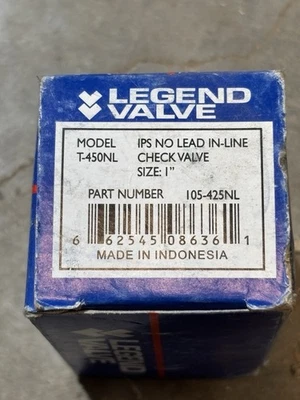 LEGEND
VALVE
MODEL IPS NO LEAD IN-LINE
T-450NL CHECK VALVE
SIZE: 1"
PART NUMBER 105-425NL
6 62545 08636 1
MADE IN INDONESIA
LEGEND
VALVE